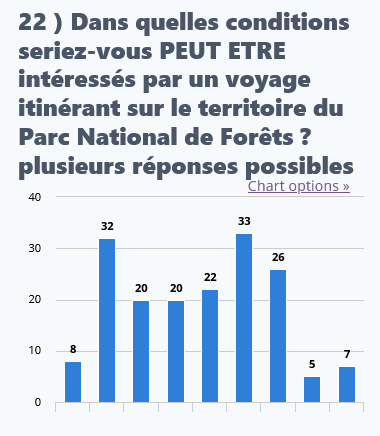 22 ) Dans quelles conditions
seriez-vous PEUT ETRE
intéressés par un voyage
itinérant sur le territoire du
Parc National de Forêts ?
plusieurs réponses possibles
Chart options »
40
33
32
30
26
22
20 20
20
10
8
7
5
0